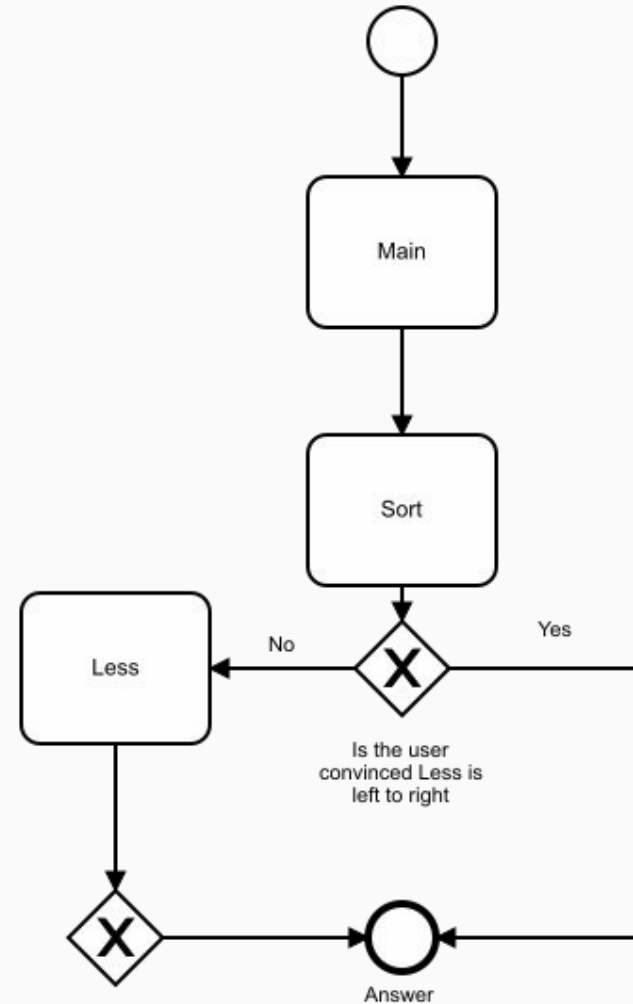 Main
Sort
No
Yes
Less
X
Is the user
convinced Less is
left to right
X
Answer